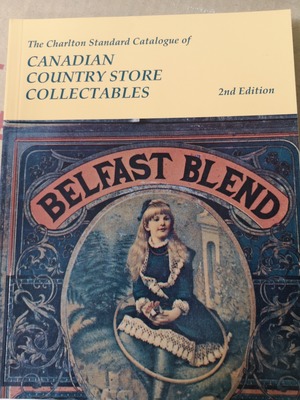 The Charlton Standard Catalogue of
CANADIAN
COUNTRY STORE
COLLECTABLES
2nd Edition
BELFAST BLEND